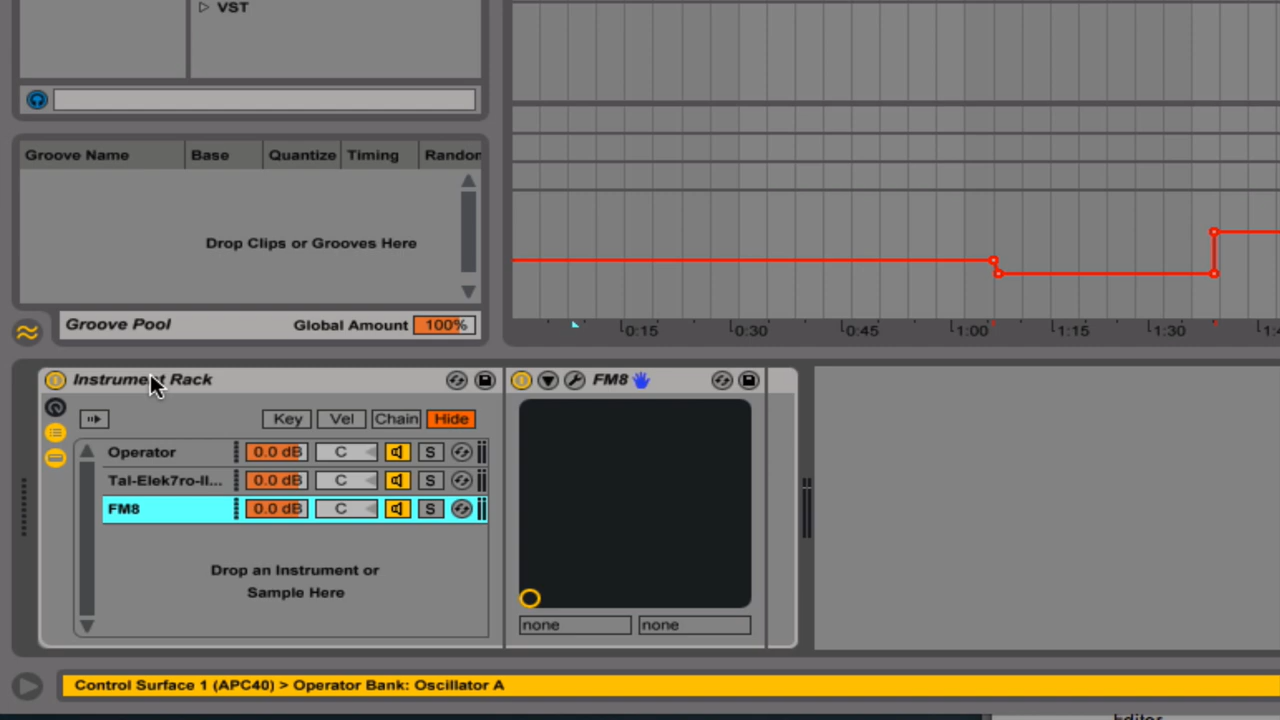 VST
Groove Name Base Quantize Timing Random
Drop Clips or Grooves Here
Groove Pool Global Amount 100%
0:15 0:30 0:45 1:00 1:15 1:30
Instrument Rack FM8
Key Vel Chain Hide
Operator 0.0 dB C S
Tal-Elek7ro-II... 0.0 dB C S
FM8 0.0 dB C S
Drop an Instrument or
Sample Here
none none
Control Surface 1 (APC40) > Operator Bank: Oscillator A
Editor